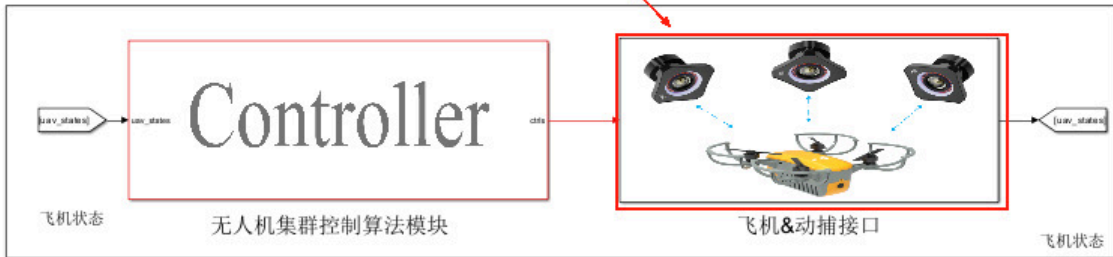 [uav_states]
uav_states
Controller
ctrls
[uav_states]
飞机状态
无人机集群控制算法模块
飞机&动捕接口
飞机状态